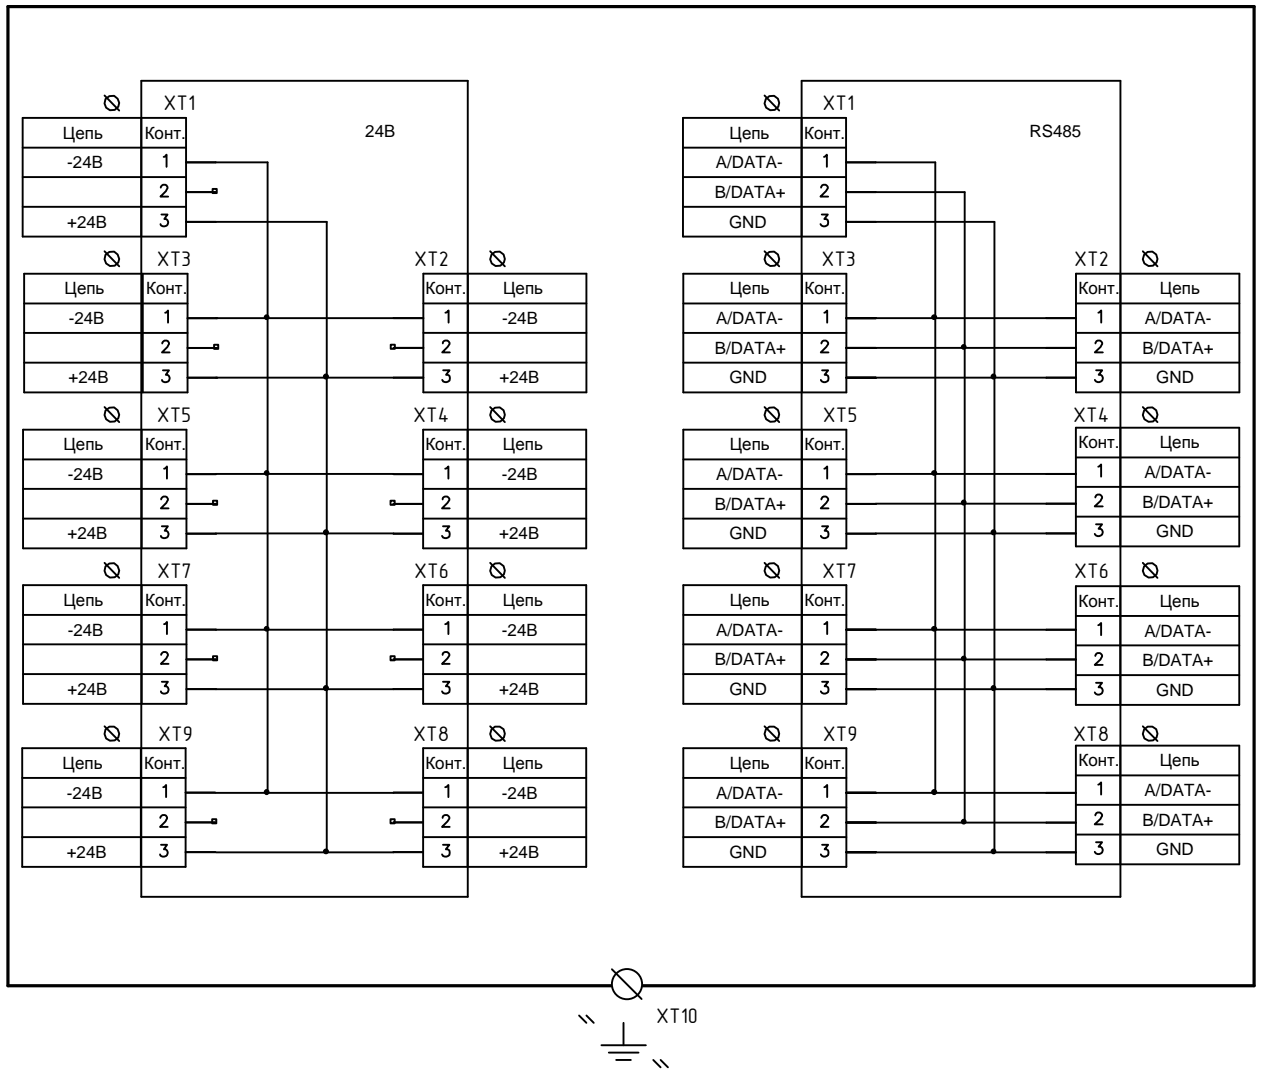 XT1 XT1
24В RS485
Цепь Конт. Цепь Конт.
-24В 1 A/DATA- 1
2 B/DATA+ 2
+24В 3 GND 3
XT3 XT2 XT3 XT2
Цепь Конт. Конт. Цепь Цепь Конт. Конт. Цепь
-24В 1 1 -24В A/DATA- 1 1 A/DATA-
2 2 B/DATA+ 2 2 B/DATA+
+24В 3 3 +24В GND 3 3 GND
XT5 XT4 XT5 XT4
Цепь Конт. Конт. Цепь Цепь Конт. Конт. Цепь
-24В 1 1 -24В A/DATA- 1 1 A/DATA-
2 2 B/DATA+ 2 2 B/DATA+
+24В 3 3 +24В GND 3 3 GND
XT7 XT6 XT7 XT6
Цепь Конт. Конт. Цепь Цепь Конт. Конт. Цепь
-24В 1 1 -24В A/DATA- 1 1 A/DATA-
2 2 B/DATA+ 2 2 B/DATA+
+24В 3 3 +24В GND 3 3 GND
XT9 XT8 XT9 XT8
Цепь Конт. Конт. Цепь Цепь Конт. Конт. Цепь
-24В 1 1 -24В A/DATA- 1 1 A/DATA-
2 2 B/DATA+ 2 2 B/DATA+
+24В 3 3 +24В GND 3 3 GND
XT10